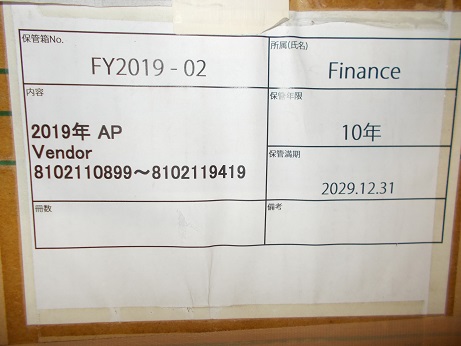 保管箱No.
FY2019 - 02
所属(氏名)
Finance
内容
2019年 AP
Vendor
8102110899～8102119419
保管年限
10年
保管満期
2029.12.31
冊数
備考